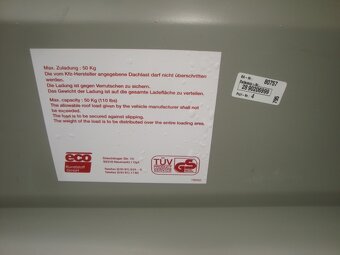 Max. Zuladung : 50 Kg
Die vom Kfz-Hersteller angegebene Dachlast darf nicht überschritten
werden.
Die Ladung ist gegen Verrutschen zu sichern.
Das Gewicht der Ladung ist auf die gesamte Ladefläche zu verteilen.
Max. capacity : 50 Kg (110 lbs)
The allowable roof load given by the vehicle manufacturer shall not
be exceeded.
The load is to be secured against slipping.
The weight of the load is to be distributed over the entire loading area.
eco
GmbH
TÜV
GS
80757
4